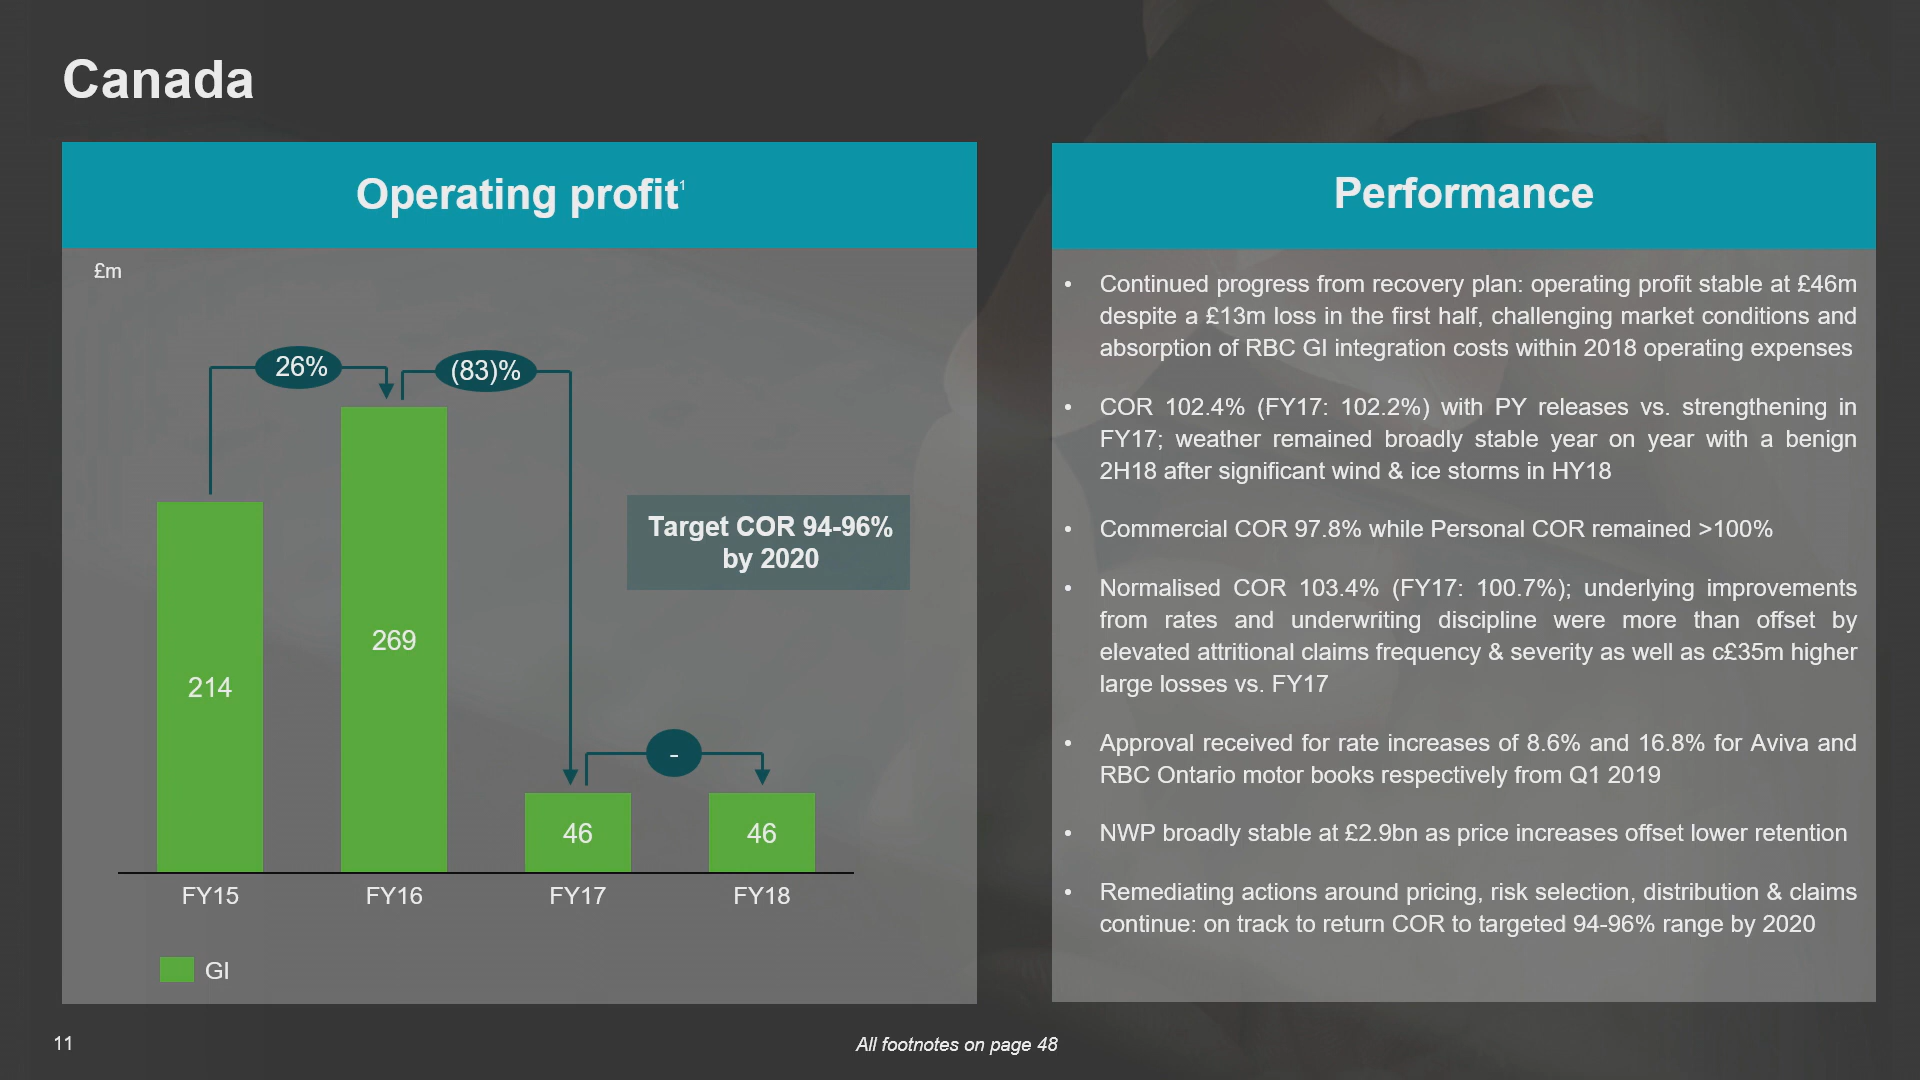 Canada
Operating profit1
£m
26%
(83)%
214
269
46
46
-
Target COR 94-96%
by 2020
FY15
FY16
FY17
FY18
GI
Performance
• Continued progress from recovery plan: operating profit stable at £46m
despite a £13m loss in the first half, challenging market conditions and
absorption of RBC GI integration costs within 2018 operating expenses
• COR 102.4% (FY17: 102.2%) with PY releases vs. strengthening in
FY17; weather remained broadly stable year on year with a benign
2H18 after significant wind & ice storms in HY18
• Commercial COR 97.8% while Personal COR remained >100%
• Normalised COR 103.4% (FY17: 100.7%); underlying improvements
from rates and underwriting discipline were more than offset by
elevated attritional claims frequency & severity as well as c£35m higher
large losses vs. FY17
• Approval received for rate increases of 8.6% and 16.8% for Aviva and
RBC Ontario motor books respectively from Q1 2019
• NWP broadly stable at £2.9bn as price increases offset lower retention
• Remediating actions around pricing, risk selection, distribution & claims
continue: on track to return COR to targeted 94-96% range by 2020
11
All footnotes on page 48